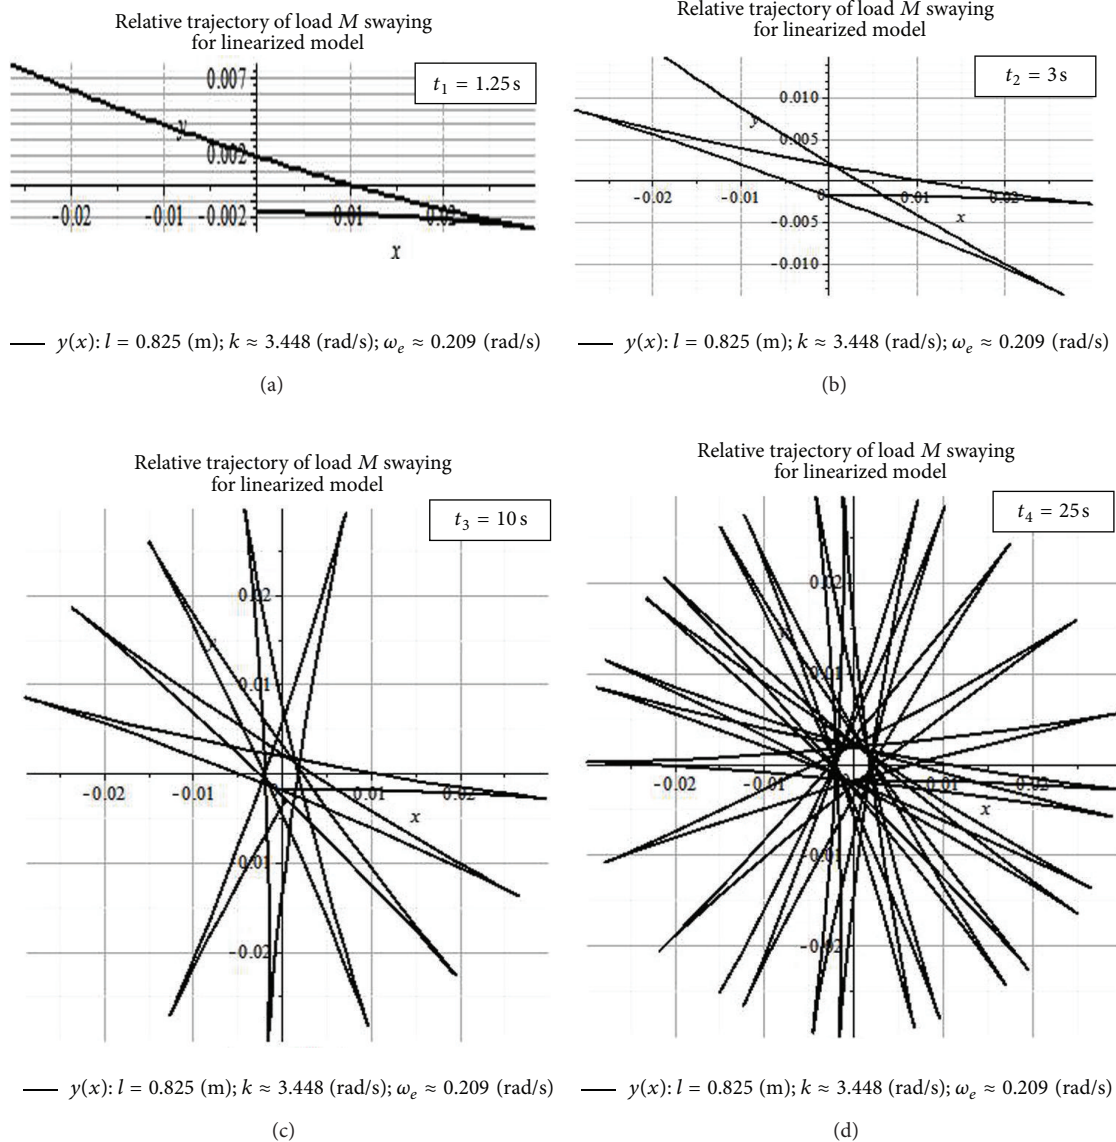 Relative trajectory of load M swaying
for linearized model
t₁ = 1.25 s
0.007
y
0.002
-0.02
-0.01
-0.002
0.01
0.02
x
y(x): l = 0.825 (m); k ≈ 3.448 (rad/s); ωₑ ≈ 0.209 (rad/s)
(a)
Relative trajectory of load M swaying
for linearized model
t₂ = 3 s
0.010
y
0.005
-0.02
-0.01
0
0.01
0.02
x
-0.005
-0.010
y(x): l = 0.825 (m); k ≈ 3.448 (rad/s); ωₑ ≈ 0.209 (rad/s)
(b)
Relative trajectory of load M swaying
for linearized model
t₃ = 10 s
0.02
y
0.01
-0.02
-0.01
0.01
0.02
x
-0.01
-0.02
y(x): l = 0.825 (m); k ≈ 3.448 (rad/s); ωₑ ≈ 0.209 (rad/s)
(c)
Relative trajectory of load M swaying
for linearized model
t₄ = 25 s
0.02
0.01
-0.02
-0.01
0.01
0.02
x
-0.01
-0.02
y(x): l = 0.825 (m); k ≈ 3.448 (rad/s); ωₑ ≈ 0.209 (rad/s)
(d)